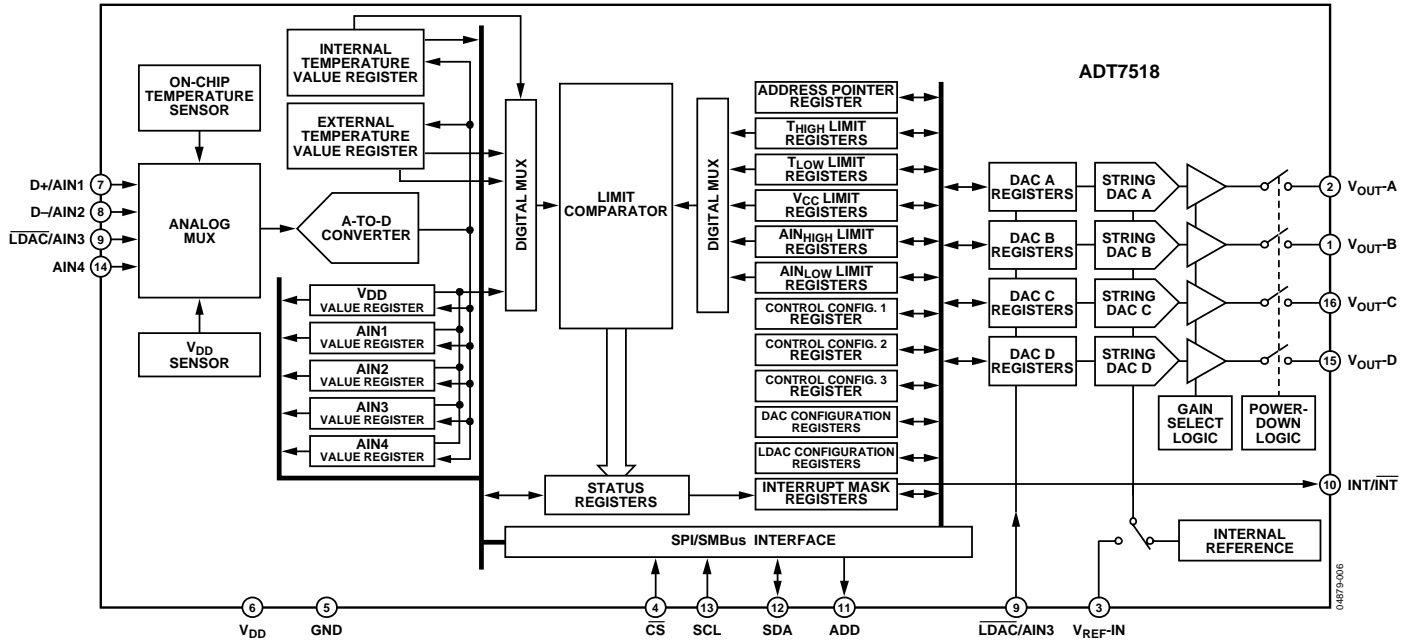 ADT7518
INTERNAL
TEMPERATURE
VALUE REGISTER
ON-CHIP
TEMPERATURE
SENSOR
EXTERNAL
TEMPERATURE
VALUE REGISTER
D+/AIN1
7
D–/AIN2
8
LDAC/AIN3
9
AIN4
14
ANALOG
MUX
A-TO-D
CONVERTER
VDD
SENSOR
VDD
VALUE REGISTER
AIN1
VALUE REGISTER
AIN2
VALUE REGISTER
AIN3
VALUE REGISTER
AIN4
VALUE REGISTER
DIGITAL MUX
LIMIT
COMPARATOR
DIGITAL MUX
ADDRESS POINTER
REGISTER
THIGH LIMIT
REGISTERS
TLOW LIMIT
REGISTERS
VCC LIMIT
REGISTERS
AINHIGH LIMIT
REGISTERS
AINLOW LIMIT
REGISTERS
CONTROL CONFIG. 1
REGISTER
CONTROL CONFIG. 2
REGISTER
CONTROL CONFIG. 3
REGISTER
DAC CONFIGURATION
REGISTERS
LDAC CONFIGURATION
REGISTERS
INTERRUPT MASK
REGISTERS
STATUS
REGISTERS
SPI/SMBus INTERFACE
DAC A
REGISTERS
STRING
DAC A
2
VOUT-A
DAC B
REGISTERS
STRING
DAC B
1
VOUT-B
DAC C
REGISTERS
STRING
DAC C
16
VOUT-C
DAC D
REGISTERS
STRING
DAC D
15
VOUT-D
GAIN
SELECT
LOGIC
POWER-
DOWN
LOGIC
10
INT/INT
INTERNAL
REFERENCE
6
VDD
5
GND
4
CS
13
SCL
12
SDA
11
ADD
9
LDAC/AIN3
3
VREF-IN
04879-006